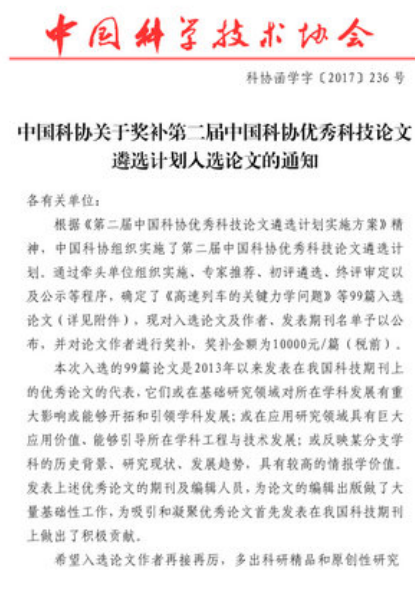 中国科学技术协会
科协函学字〔2017〕236 号
中国科协关于奖补第二届中国科协优秀科技论文
遴选计划入选论文的通知
各有关单位：
根据《第二届中国科协优秀科技论文遴选计划实施方案》精
神，中国科协组织实施了第二届中国科协优秀科技论文遴选计
划。通过牵头单位组织实施、专家推荐、初评遴选、终评审定以
及公示等程序，确定了《高速列车的关键力学问题》等99篇入选
论文（详见附件），现对入选论文及作者、发表期刊名单予以公
布，并对论文作者进行奖补，奖补金额为10000元/篇（税前）。
本次入选的99篇论文是2013年以来发表在我国科技期刊上
的优秀论文的代表，它们或在基础研究领域对所在学科发展有重
大影响或能够开拓和引领学科发展；或在应用研究领域具有巨大
应用价值、能够引导所在学科工程与技术发展；或反映某分支学
科的历史背景、研究现状、发展趋势，具有较高的情报学价值。
发表上述优秀论文的期刊及编辑人员，为论文的编辑出版做了大
量基础性工作，为吸引和凝聚优秀论文首先发表在我国科技期刊
上做出了积极贡献。
希望入选论文作者再接再厉，多出科研精品和原创性研究